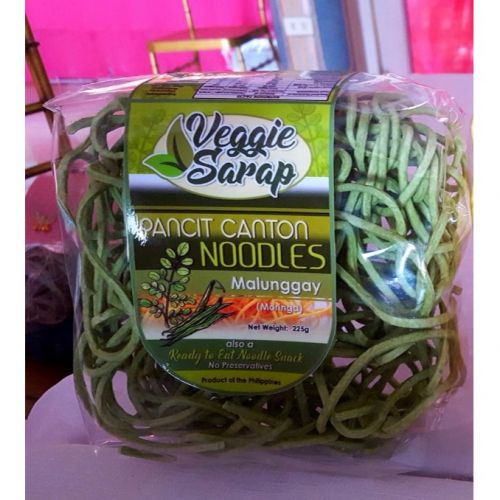 Veggie
Sarap
PANCIT CANTON
NOODLES
Malunggay
(Moringa)
Net Weight: 225g
also a
Ready to Eat Noodle Snack
No Preservatives
Product of the Philippines